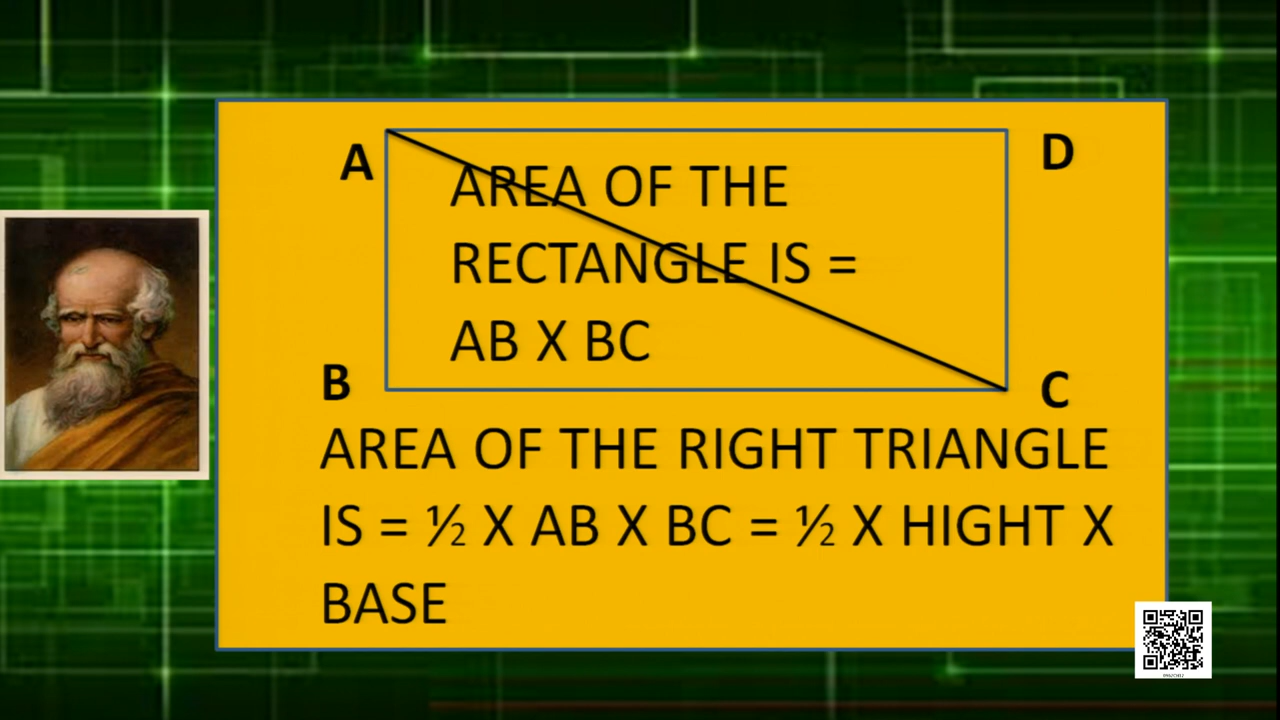 A
D
AREA OF THE
RECTANGLE IS =
AB X BC
B
C
AREA OF THE RIGHT TRIANGLE
IS = ½ X AB X BC = ½ X HIGHT X
BASE